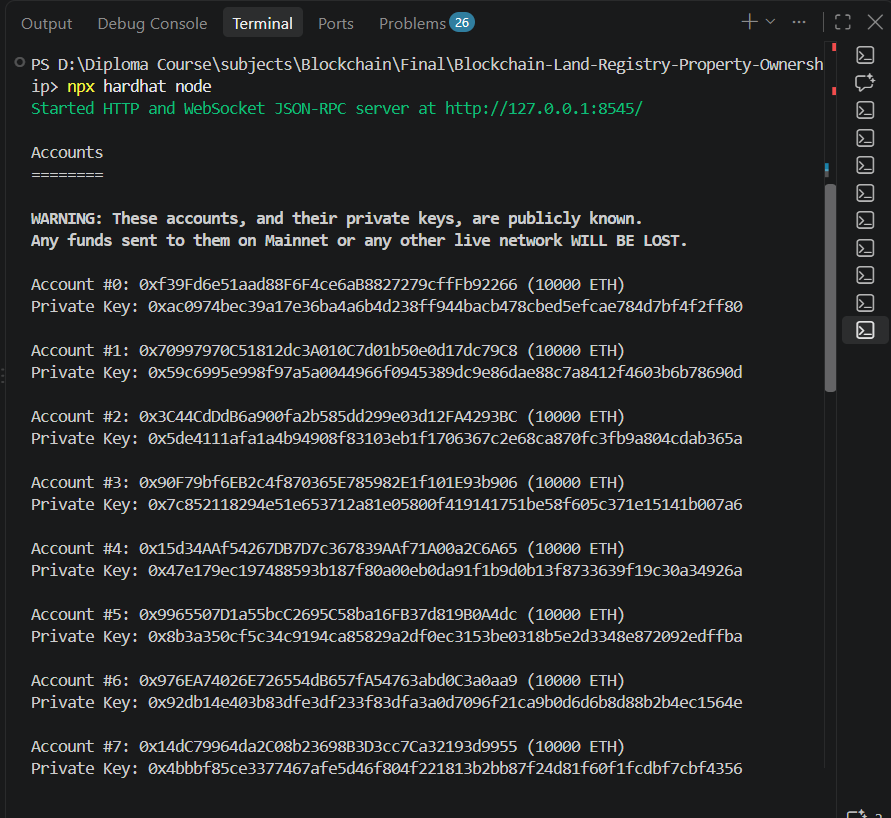 Output Debug Console Terminal Ports Problems 26
PS D:\Diploma Course\subjects\Blockchain\Final\Blockchain-Land-Registry-Property-Ownersh
ip> npx hardhat node
Started HTTP and WebSocket JSON-RPC server at http://127.0.0.1:8545/
Accounts
========
WARNING: These accounts, and their private keys, are publicly known.
Any funds sent to them on Mainnet or any other live network WILL BE LOST.
Account #0: 0xf39Fd6e51aad88F6F4ce6aB8827279cffFb92266 (10000 ETH)
Private Key: 0xac0974bec39a17e36ba4a6b4d238ff944bacb478cbed5efcae784d7bf4f2ff80
Account #1: 0x70997970C51812dc3A010C7d01b50e0d17dc79C8 (10000 ETH)
Private Key: 0x59c6995e998f97a5a0044966f0945389dc9e86dae88c7a8412f4603b6b78690d
Account #2: 0x3C44CdDdB6a900fa2b585dd299e03d12FA4293BC (10000 ETH)
Private Key: 0x5de4111afa1a4b94908f83103eb1f1706367c2e68ca870fc3fb9a804cdab365a
Account #3: 0x90F79bf6EB2c4f870365E785982E1f101E93b906 (10000 ETH)
Private Key: 0x7c852118294e51e653712a81e05800f419141751be58f605c371e15141b007a6
Account #4: 0x15d34AAf54267DB7D7c367839AAf71A00a2C6A65 (10000 ETH)
Private Key: 0x47e179ec197488593b187f80a00eb0da91f1b9d0b13f8733639f19c30a34926a
Account #5: 0x9965507D1a55bcC2695C58ba16FB37d819B0A4dc (10000 ETH)
Private Key: 0x8b3a350cf5c34c9194ca85829a2df0ec3153be0318b5e2d3348e872092edffba
Account #6: 0x976EA74026E726554dB657fA54763abd0C3a0aa9 (10000 ETH)
Private Key: 0x92db14e403b83dfe3df233f83dfa3a0d7096f21ca9b0d6d6b8d88b2b4ec1564e
Account #7: 0x14dC79964da2C08b23698B3D3cc7Ca32193d9955 (10000 ETH)
Private Key: 0x4bbbf85ce3377467afe5d46f804f221813b2bb87f24d81f60f1fcdbf7cbf4356